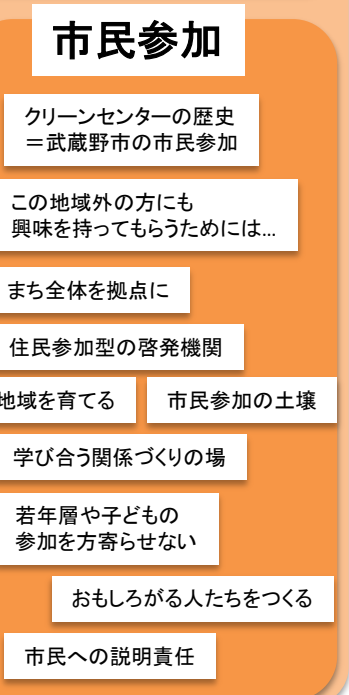 市民参加
クリーンセンターの歴史
＝武蔵野市の市民参加
この地域外の方にも
興味を持ってもらうためには…
まち全体を拠点に
住民参加型の啓発機関
地域を育てる
市民参加の土壌
学び合う関係づくりの場
若年層や子どもの
参加を方寄らせない
おもしろがる人たちをつくる
市民への説明責任